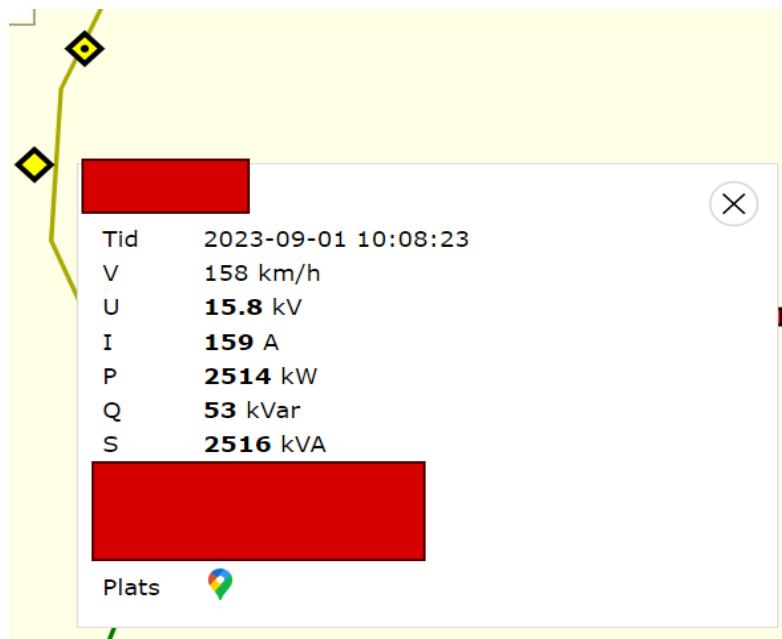 Tid 2023-09-01 10:08:23
V 158 km/h
U 15.8 kV
I 159 A
P 2514 kW
Q 53 kVar
S 2516 kVA
Plats